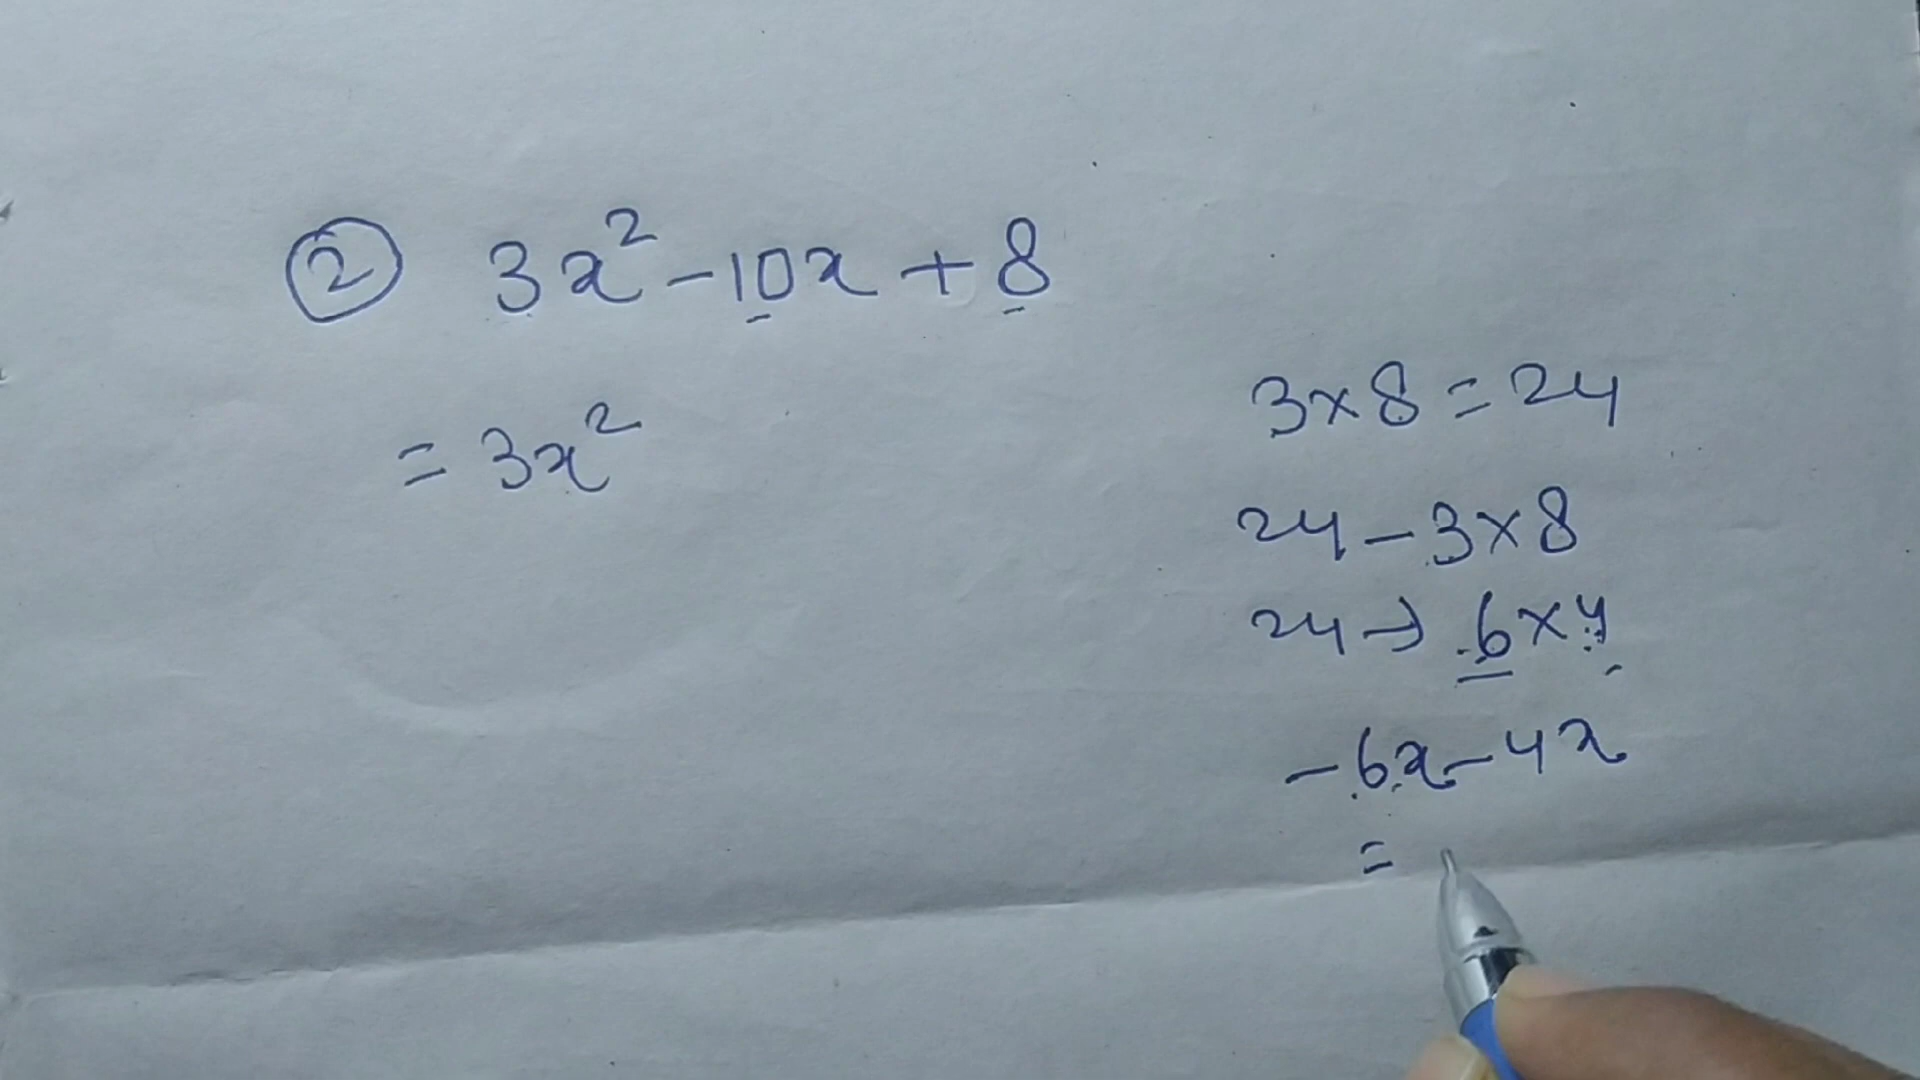 ② 3x² - 10x + 8
= 3x²
3 × 8 = 24
24 - 3 × 8
24 → 6 × 4
- 6x - 4x
=